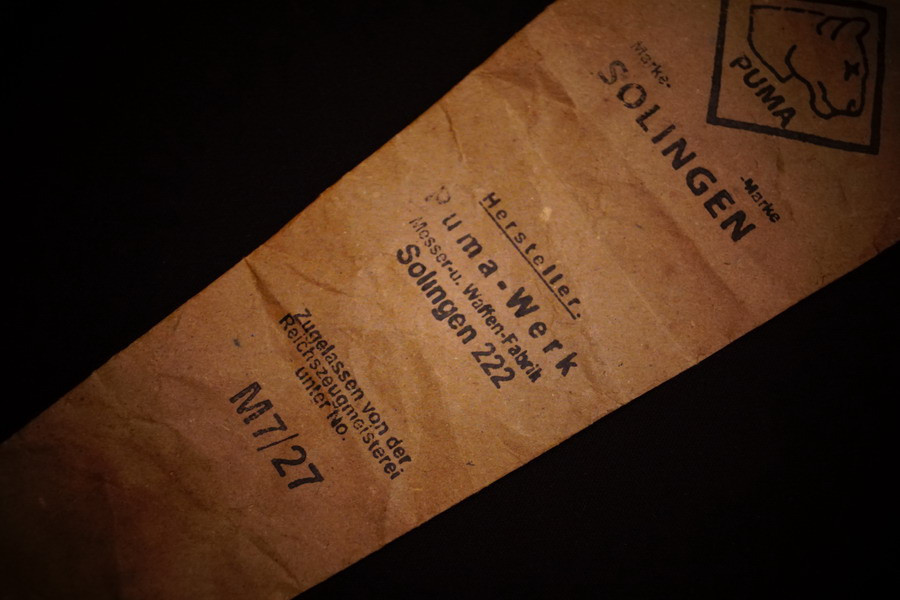 PUMA
Marke-
SOLINGEN
-Marke
Hersteller:
Puma-Werk
Messer-u. Waffen-Fabrik
Solingen 222
Zugelassen von der
Reichszeugmeisterei
unter No.
M7/27